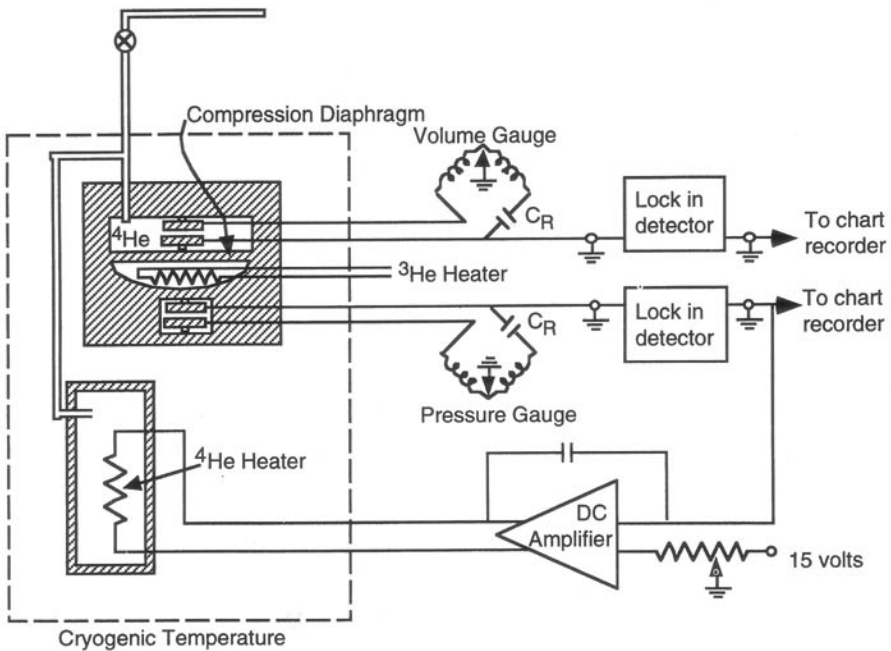 Compression Diaphragm
Volume Gauge
C_R
Lock in
detector
To chart
recorder
⁴He
³He Heater
C_R
Lock in
detector
To chart
recorder
Pressure Gauge
⁴He Heater
DC
Amplifier
15 volts
Cryogenic Temperature